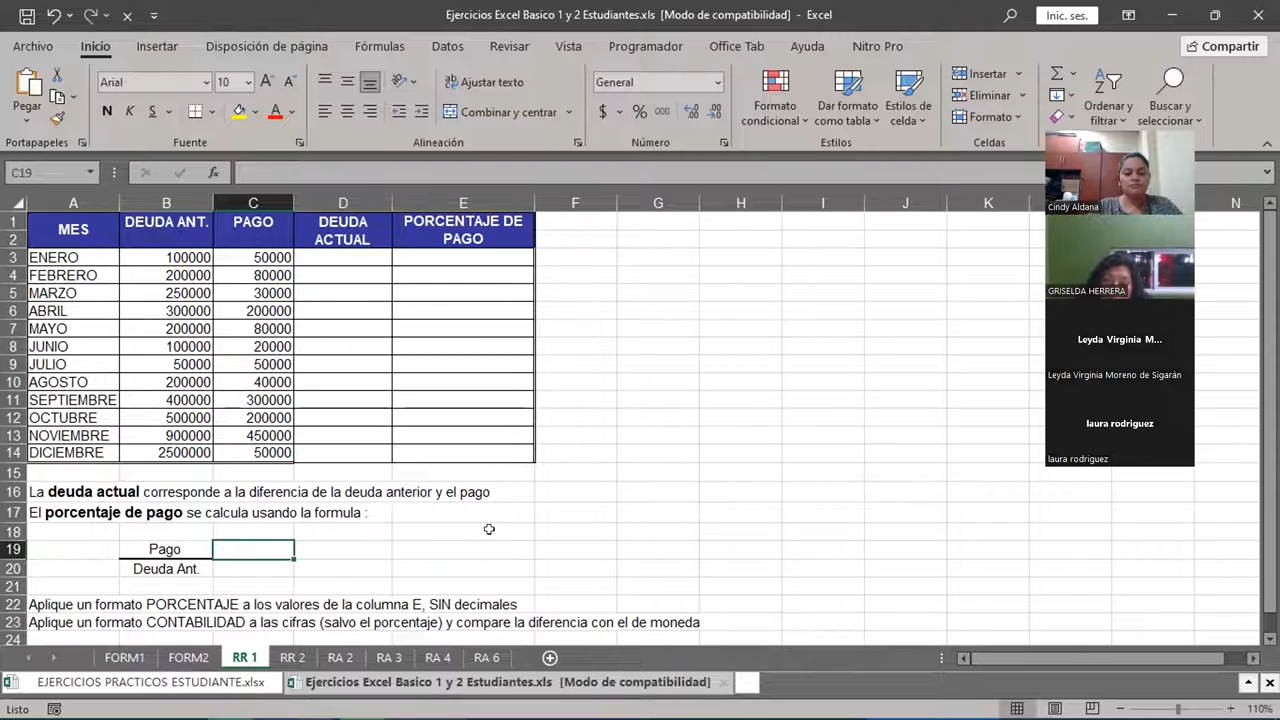 Ejercicios Excel Basico 1 y 2 Estudiantes.xls [Modo de compatibilidad] - Excel
Inic. ses.
Archivo Inicio Insertar Disposición de página Fórmulas Datos Revisar Vista Programador Office Tab Ayuda Nitro Pro Compartir
Pegar
Arial 10
N K S
Ajustar texto
Combinar y centrar
General
$ % 000
Formato condicional
Dar formato como tabla
Estilos de celda
Insertar
Eliminar
Formato
Ordenar y filtrar
Buscar y seleccionar
Portapapeles Fuente Alineación Número Estilos Celdas
C19 fx
A B C D E F G H I J K N
1 MES DEUDA ANT. PAGO DEUDA ACTUAL PORCENTAJE DE PAGO
2
3 ENERO 100000 50000
4 FEBRERO 200000 80000
5 MARZO 250000 30000
6 ABRIL 300000 200000
7 MAYO 200000 80000
8 JUNIO 100000 20000
9 JULIO 50000 50000
10 AGOSTO 200000 40000
11 SEPTIEMBRE 400000 300000
12 OCTUBRE 500000 200000
13 NOVIEMBRE 900000 450000
14 DICIEMBRE 2500000 50000
15
16 La deuda actual corresponde a la diferencia de la deuda anterior y el pago
17 El porcentaje de pago se calcula usando la formula :
18
19 Pago
20 Deuda Ant.
21
22 Aplique un formato PORCENTAJE a los valores de la columna E, SIN decimales
23 Aplique un formato CONTABILIDAD a las cifras (salvo el porcentaje) y compare la diferencia con el de moneda
24
Cindy Aldana
GRISELDA HERRERA
Leyda Virginia M...
Leyda Virginia Moreno de Sigarán
laura rodriguez
laura rodriguez
FORM1 FORM2 RR 1 RR 2 RA 2 RA 3 RA 4 RA 6
EJERCICIOS PRACTICOS ESTUDIANTE.xlsx Ejercicios Excel Basico 1 y 2 Estudiantes.xls [Modo de compatibilidad]
Listo 110%